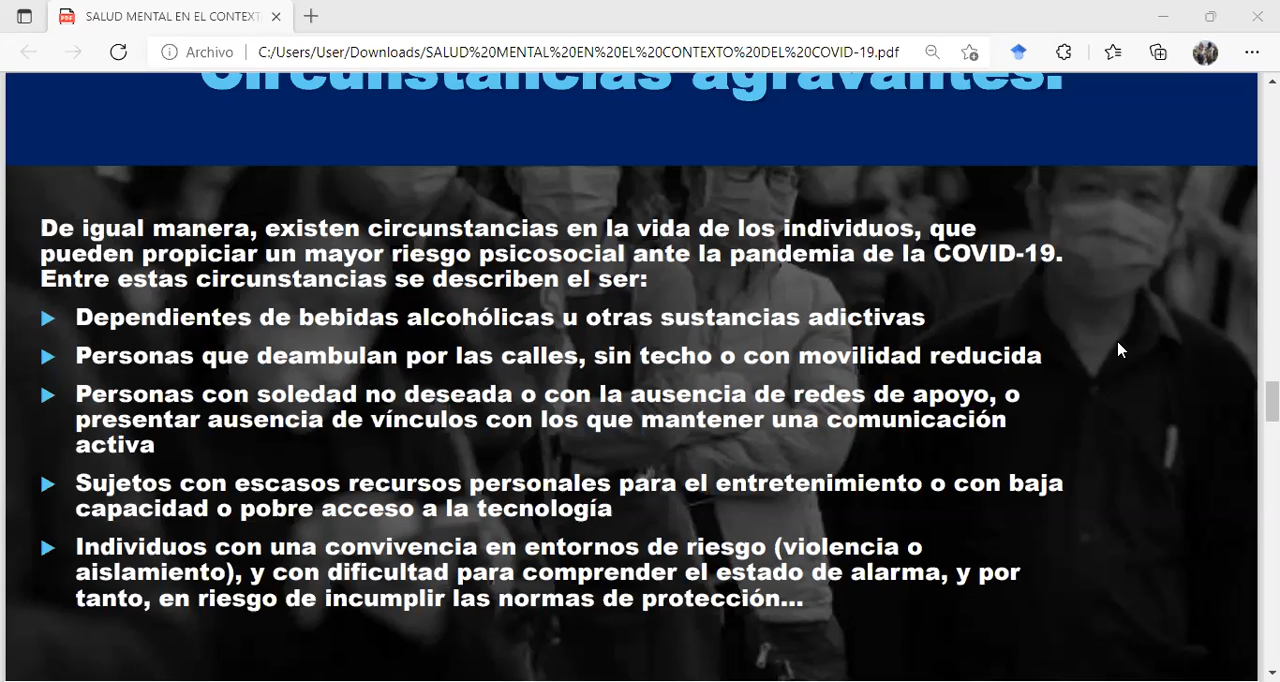 SALUD MENTAL EN EL CONTEXT
Archivo
C:/Users/User/Downloads/SALUD%20MENTAL%20EN%20EL%20CONTEXTO%20DEL%20COVID-19.pdf
Circunstancias agravantes.
De igual manera, existen circunstancias en la vida de los individuos, que
pueden propiciar un mayor riesgo psicosocial ante la pandemia de la COVID-19.
Entre estas circunstancias se describen el ser:
Dependientes de bebidas alcohólicas u otras sustancias adictivas
Personas que deambulan por las calles, sin techo o con movilidad reducida
Personas con soledad no deseada o con la ausencia de redes de apoyo, o
presentar ausencia de vínculos con los que mantener una comunicación
activa
Sujetos con escasos recursos personales para el entretenimiento o con baja
capacidad o pobre acceso a la tecnología
Individuos con una convivencia en entornos de riesgo (violencia o
aislamiento), y con dificultad para comprender el estado de alarma, y por
tanto, en riesgo de incumplir las normas de protección...